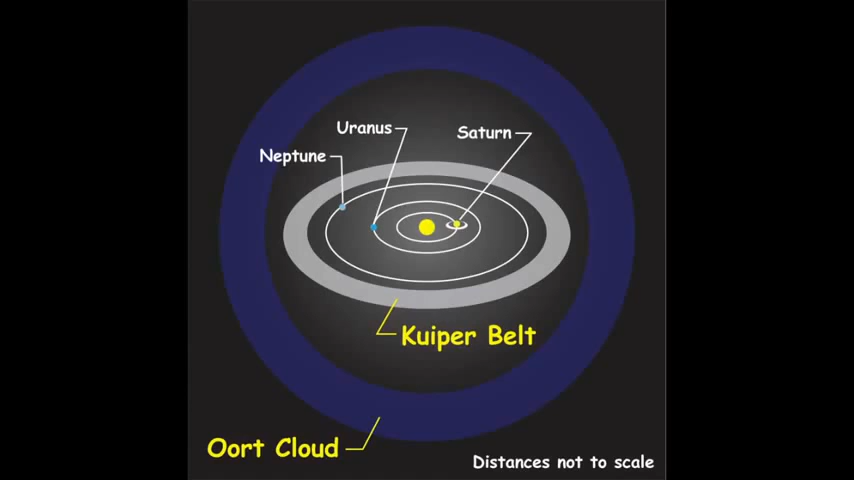 Uranus
Saturn
Neptune
Kuiper Belt
Oort Cloud
Distances not to scale